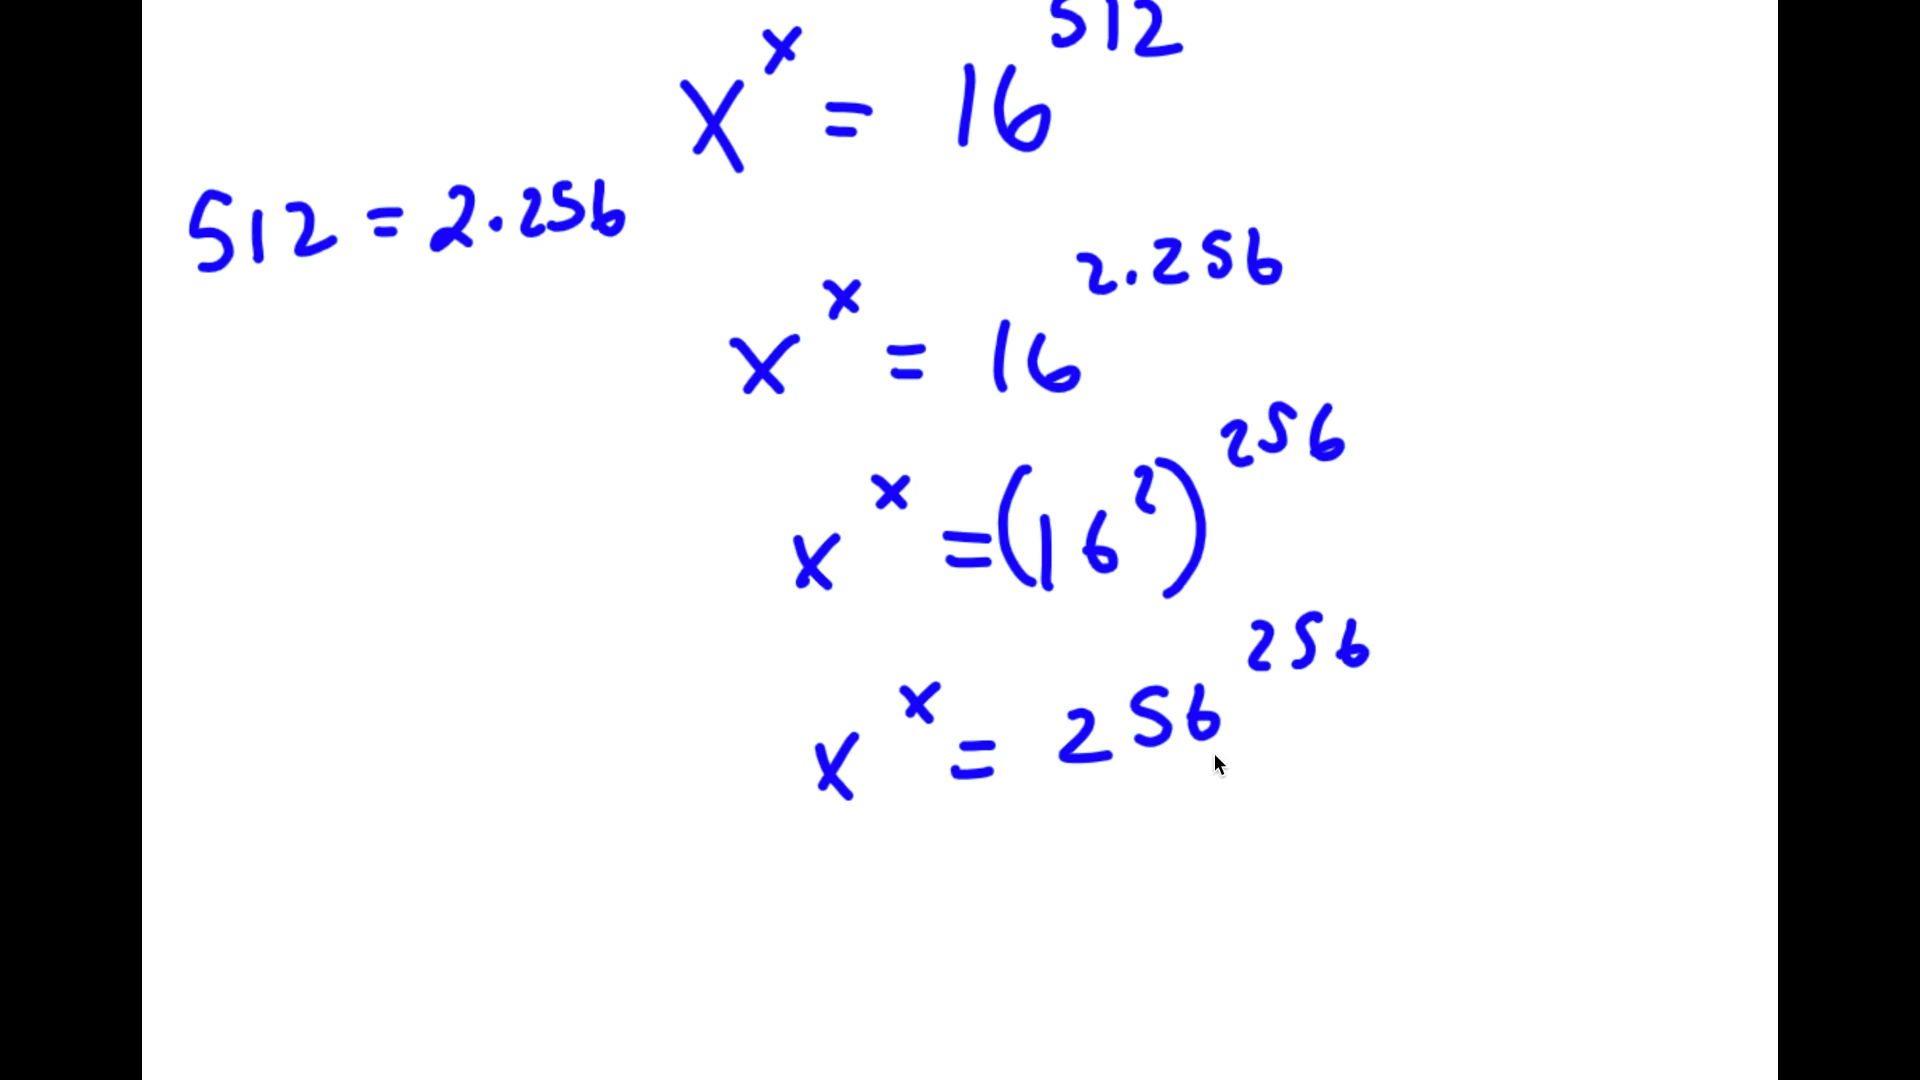 x^x = 16^512
512 = 2.256
x^x = 16^2.256
x^x = (16^2)^256
x^x = 256^256